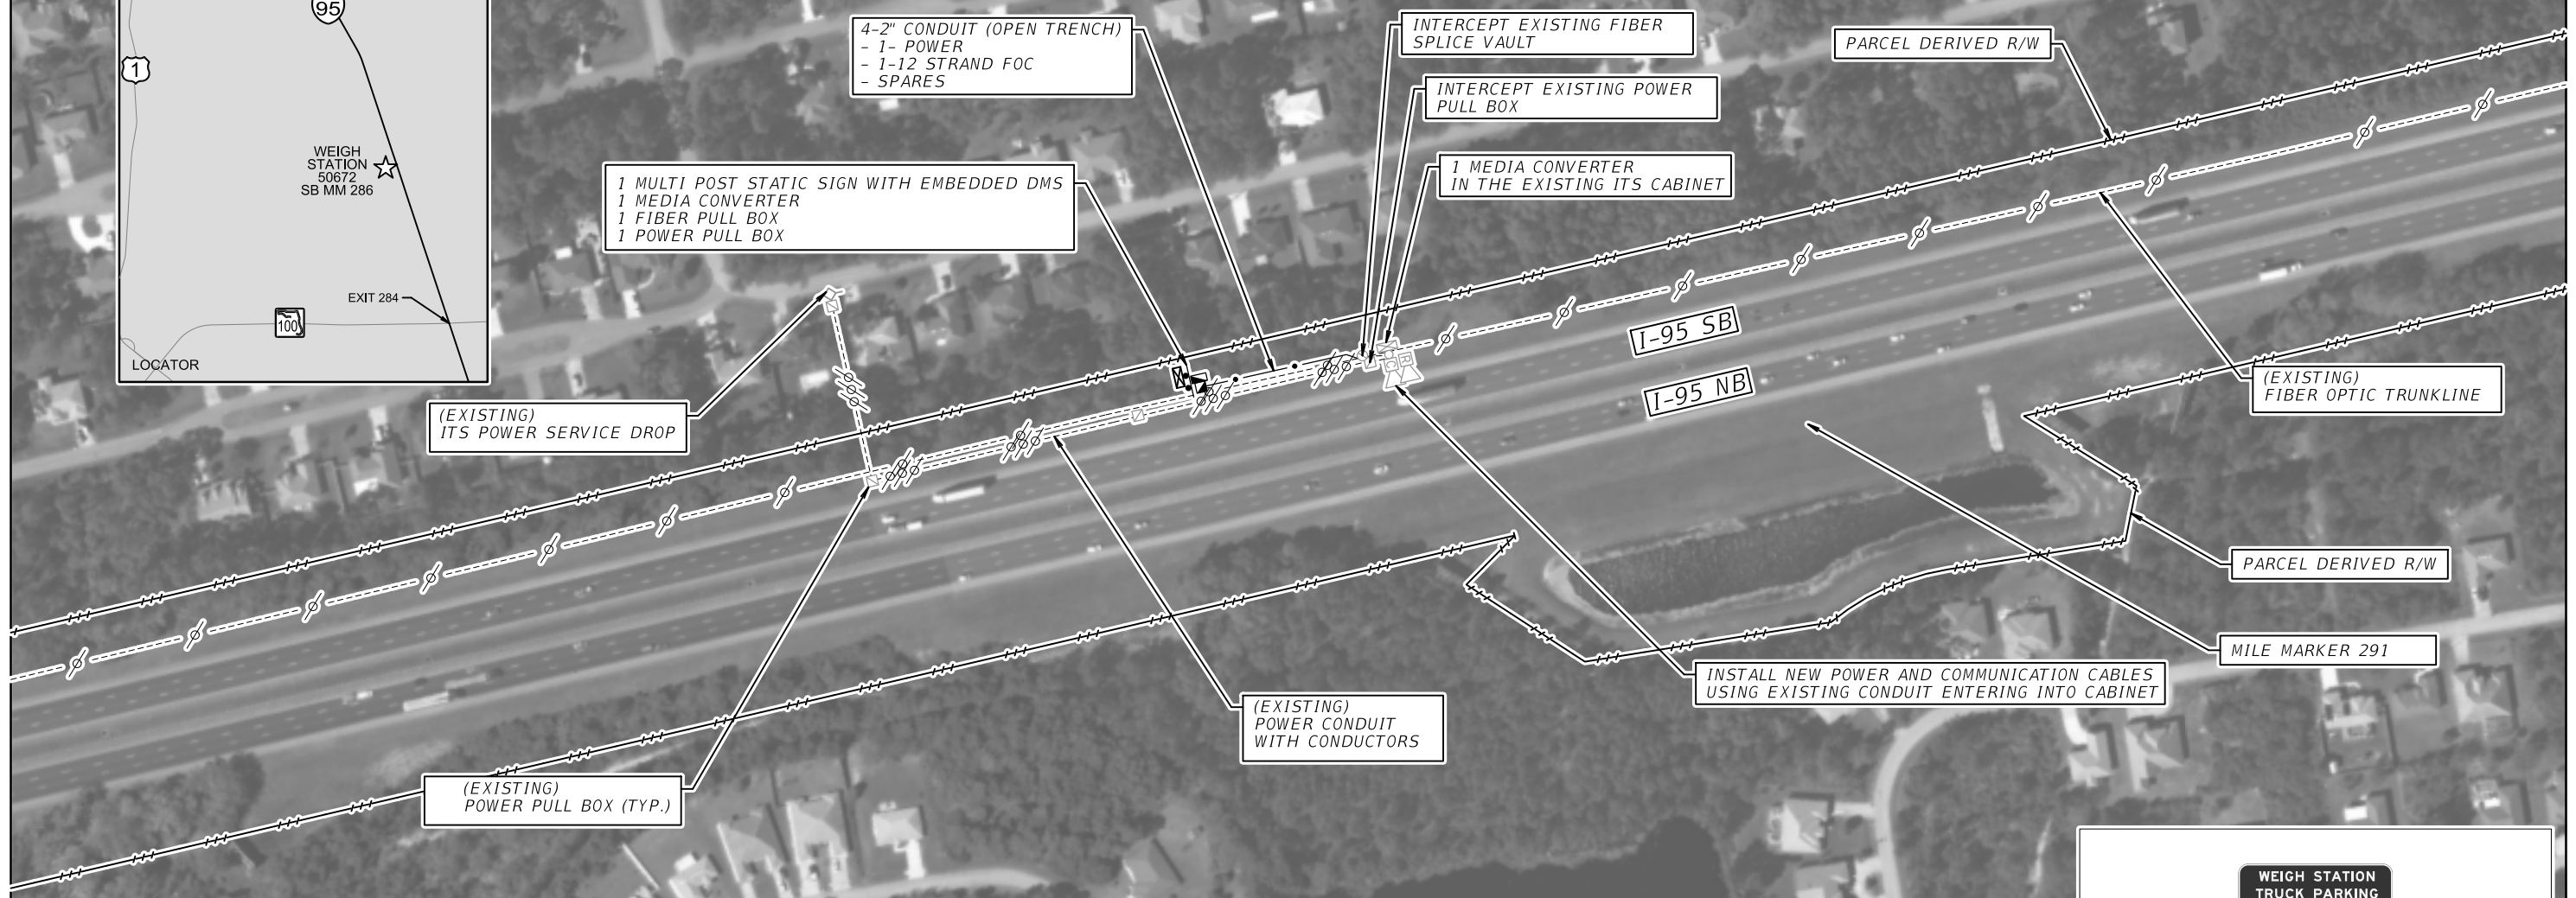 95
1
WEIGH
STATION
50672
SB MM 286
EXIT 284
100
LOCATOR
4-2" CONDUIT (OPEN TRENCH)
- 1- POWER
- 1-12 STRAND FOC
- SPARES
INTERCEPT EXISTING FIBER
SPLICE VAULT
PARCEL DERIVED R/W
INTERCEPT EXISTING POWER
PULL BOX
1 MEDIA CONVERTER
IN THE EXISTING ITS CABINET
1 MULTI POST STATIC SIGN WITH EMBEDDED DMS
1 MEDIA CONVERTER
1 FIBER PULL BOX
1 POWER PULL BOX
I-95 SB
I-95 NB
(EXISTING)
FIBER OPTIC TRUNKLINE
(EXISTING)
ITS POWER SERVICE DROP
PARCEL DERIVED R/W
MILE MARKER 291
INSTALL NEW POWER AND COMMUNICATION CABLES
USING EXISTING CONDUIT ENTERING INTO CABINET
(EXISTING)
POWER CONDUIT
WITH CONDUCTORS
(EXISTING)
POWER PULL BOX (TYP.)
WEIGH STATION
TRUCK PARKING